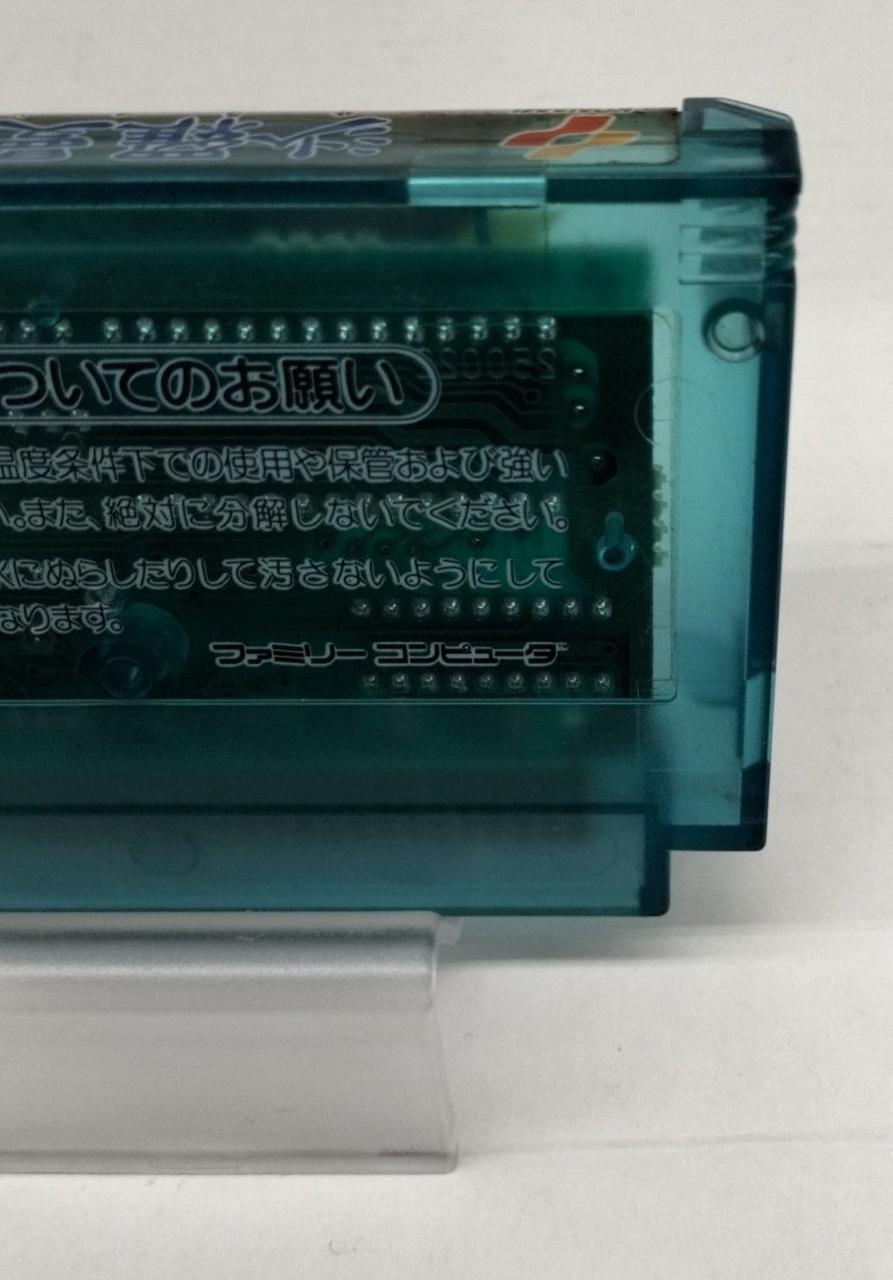 ついてのお願い
温度条件下での使用や保管および強い
い。また、絶対に分解しないでください。
水にぬらしたりして汚さないようにして
なります。
ファミリー コンピュータ™